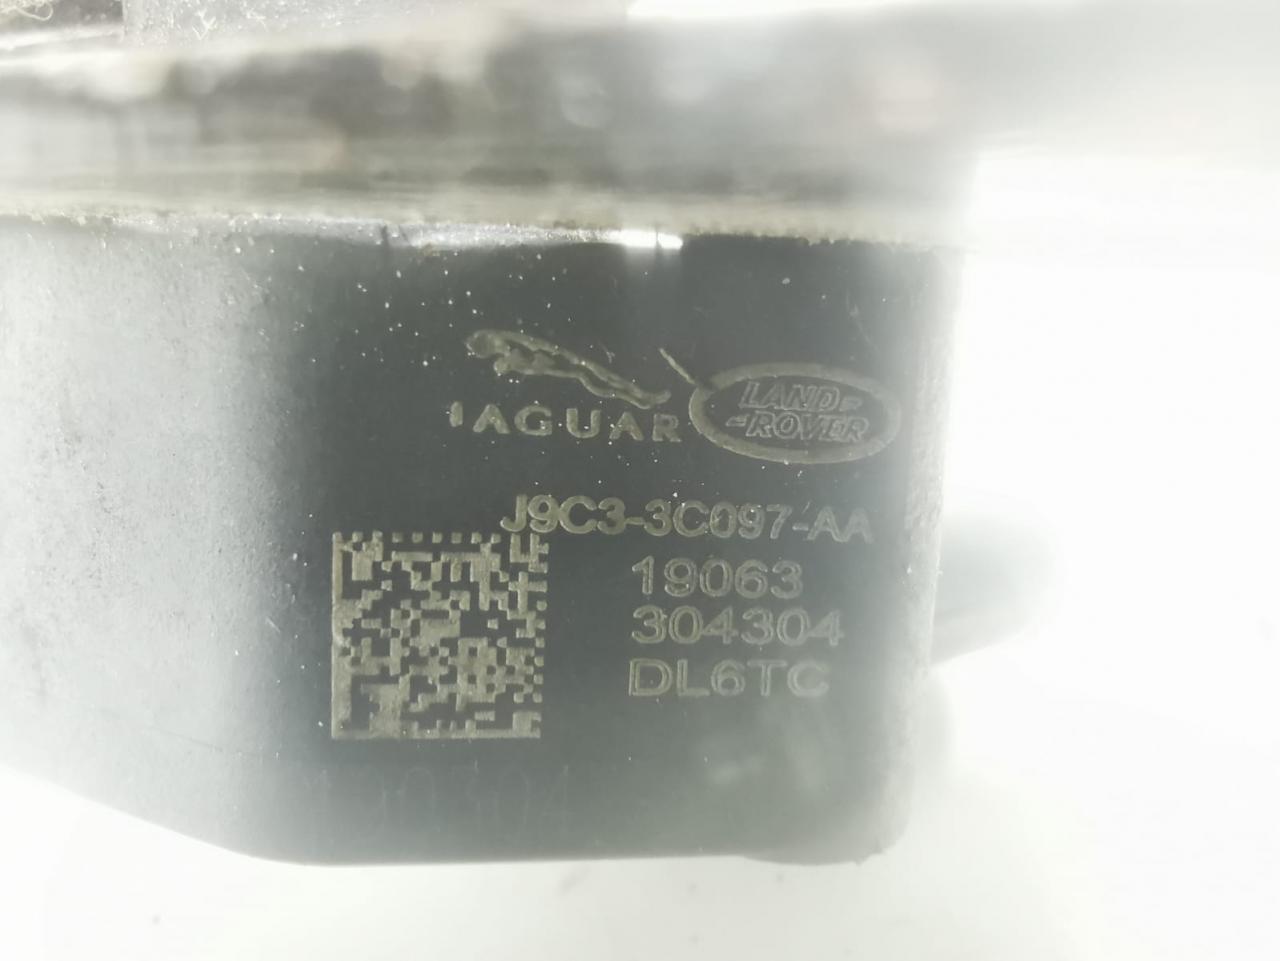 JAGUAR
LAND
ROVER
J9C3-3C097-AA
19063
304304
DL6TC